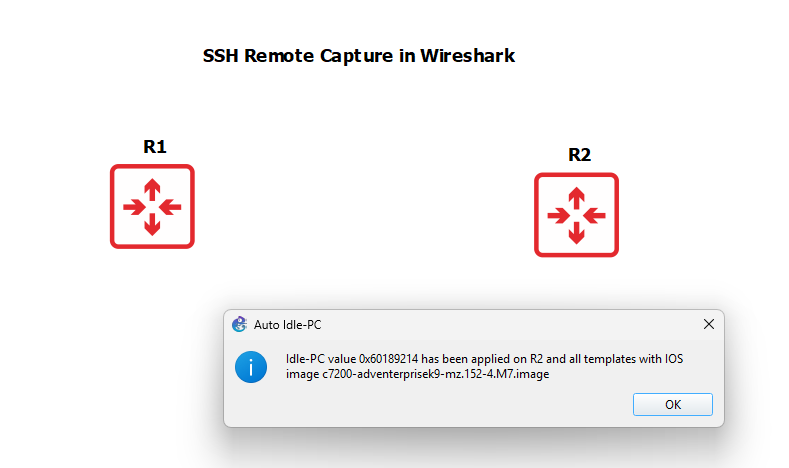 SSH Remote Capture in Wireshark
R1
R2
Auto Idle-PC
Idle-PC value 0x60189214 has been applied on R2 and all templates with IOS
image c7200-adventerprisek9-mz.152-4.M7.image
OK